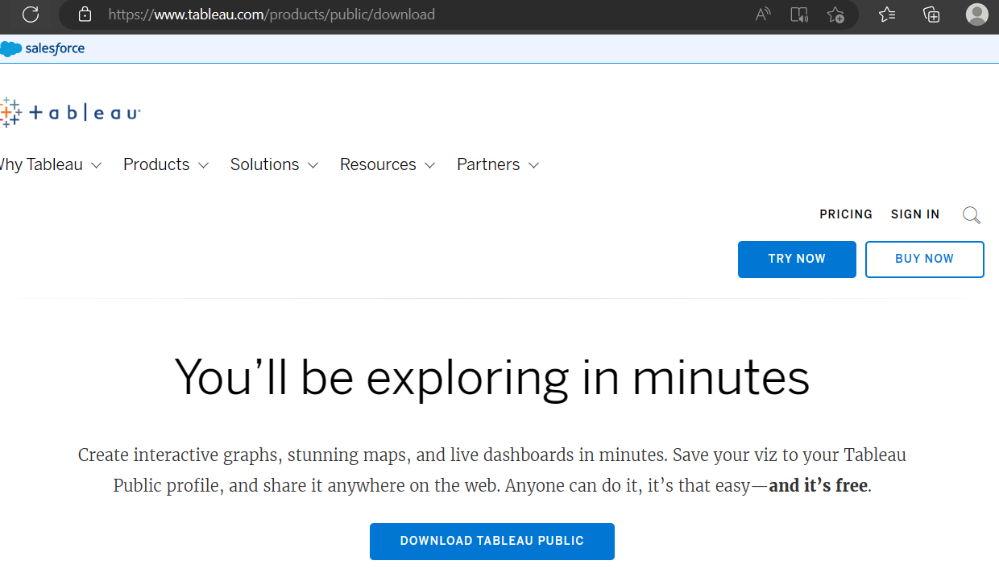 https://www.tableau.com/products/public/download
salesforce
+ableau
Why Tableau Products Solutions Resources Partners
PRICING SIGN IN
TRY NOW BUY NOW
You’ll be exploring in minutes
Create interactive graphs, stunning maps, and live dashboards in minutes. Save your viz to your Tableau
Public profile, and share it anywhere on the web. Anyone can do it, it’s that easy—and it’s free.
DOWNLOAD TABLEAU PUBLIC